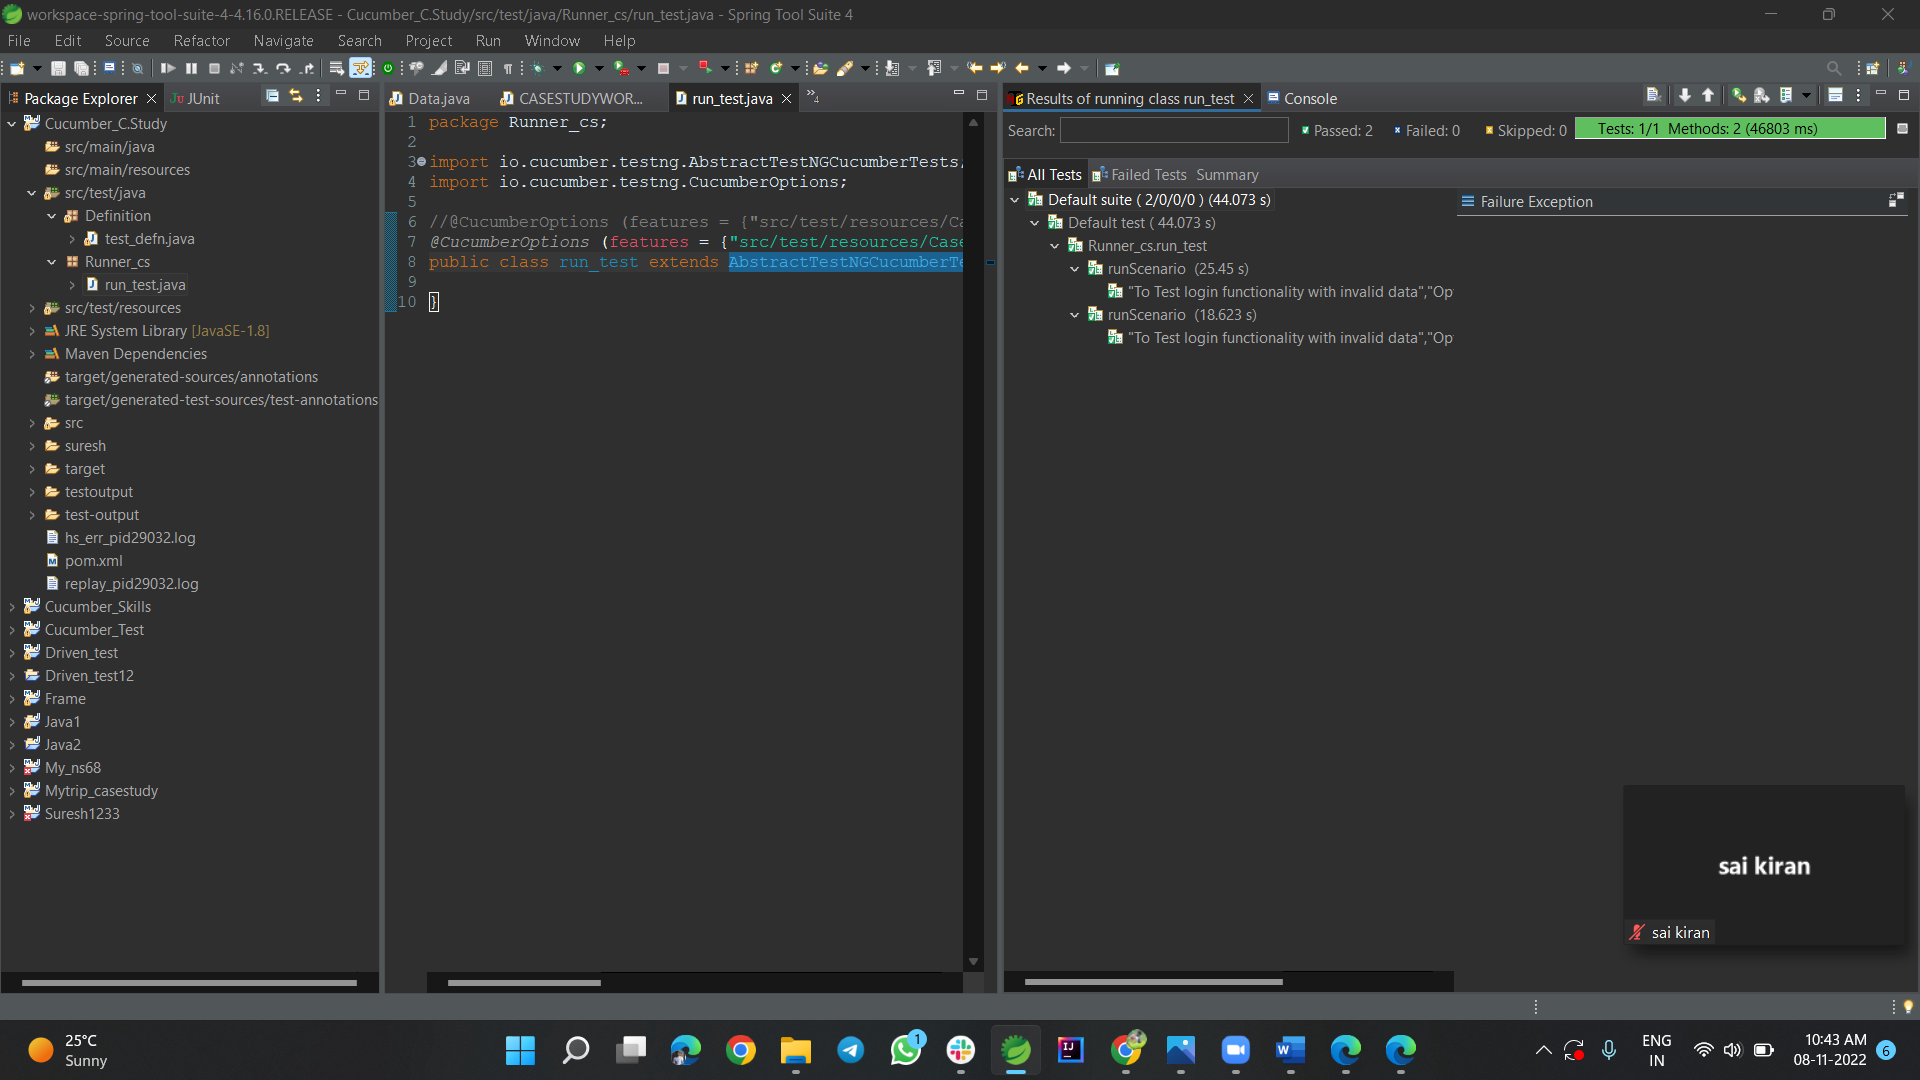 workspace-spring-tool-suite-4-4.16.0.RELEASE - Cucumber_C.Study/src/test/java/Runner_cs/run_test.java - Spring Tool Suite 4
File Edit Source Refactor Navigate Search Project Run Window Help
Package Explorer
JUnit
Cucumber_C.Study
src/main/java
src/main/resources
src/test/java
Definition
test_defn.java
Runner_cs
run_test.java
src/test/resources
JRE System Library [JavaSE-1.8]
Maven Dependencies
target/generated-sources/annotations
target/generated-test-sources/test-annotations
src
suresh
target
testoutput
test-output
hs_err_pid29032.log
pom.xml
replay_pid29032.log
Cucumber_Skills
Cucumber_Test
Driven_test
Driven_test12
Frame
Java1
Java2
My_ns68
Mytrip_casestudy
Suresh1233
Data.java
CASESTUDYWOR...
run_test.java
4
1 package Runner_cs;
2
3 import io.cucumber.testng.AbstractTestNGCucumberTests;
4 import io.cucumber.testng.CucumberOptions;
5
6 //@CucumberOptions (features = {"src/test/resources/Ca
7 @CucumberOptions (features = {"src/test/resources/Case
8 public class run_test extends AbstractTestNGCucumberTe
9
10 }
Results of running class run_test
Console
Search:
Passed: 2 Failed: 0 Skipped: 0
Tests: 1/1 Methods: 2 (46803 ms)
All Tests Failed Tests Summary
Default suite ( 2/0/0/0 ) (44.073 s)
Failure Exception
Default test ( 44.073 s)
Runner_cs.run_test
runScenario (25.45 s)
"To Test login functionality with invalid data","Op
runScenario (18.623 s)
"To Test login functionality with invalid data","Op
sai kiran
sai kiran
25°C
Sunny
1
ENG
IN
10:43 AM
08-11-2022
6